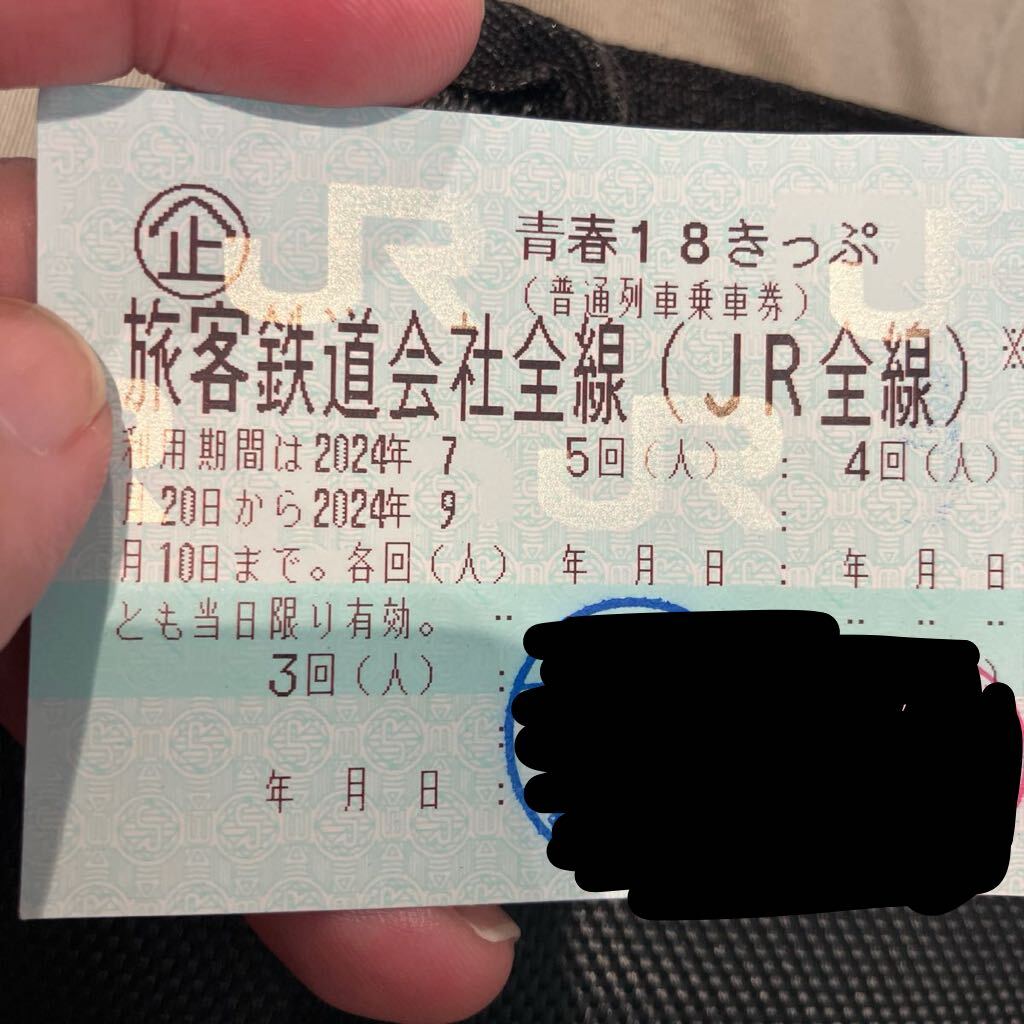 企 青春18きっぷ
(普通列車乗車券)
旅客鉄道会社全線(JR全線)※
利用期間は2024年 7 5回(人) : 4回(人)
月20日から2024年 9 :
月10日まで。各回(人) 年 月 日 : 年 月 日
とも当日限り有効。
3回(人) :
年 月 日 :